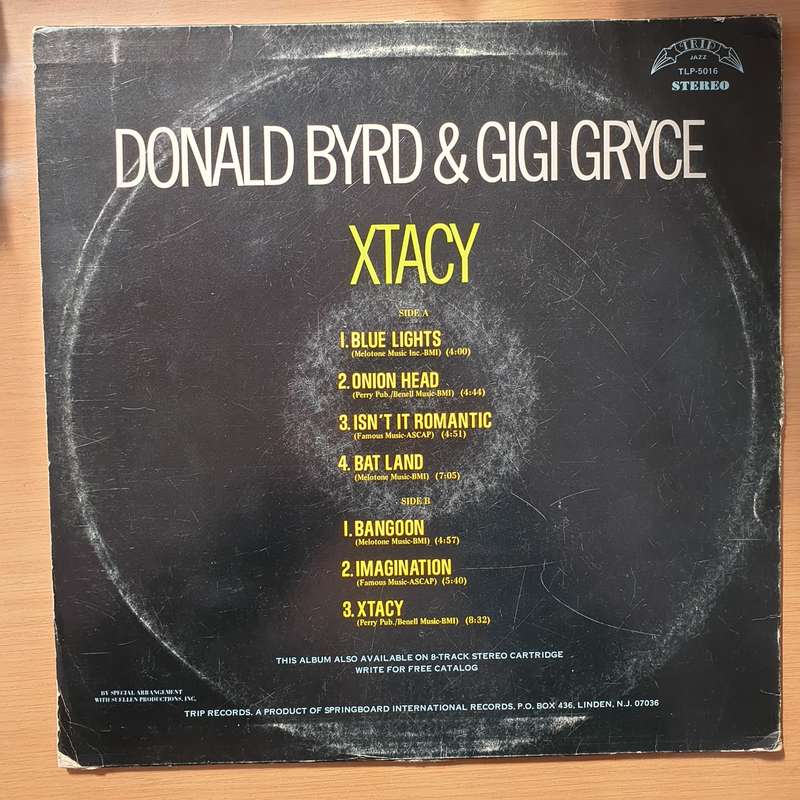 TRIP
JAZZ
TLP-5016
STEREO
DONALD BYRD & GIGI GRYCE
XTACY
SIDE A
1. BLUE LIGHTS
(Melotone Music Inc.-BMI) (4:00)
2. ONION HEAD
(Perry Pub./Benell Music-BMI) (4:44)
3. ISN'T IT ROMANTIC
(Famous Music-ASCAP) (4:51)
4. BAT LAND
(Melotone Music-BMI) (7:05)
SIDE B
1. BANGOON
(Melotone Music-BMI) (4:57)
2. IMAGINATION
(Famous Music-ASCAP) (5:40)
3. XTACY
(Perry Pub./Benell Music-BMI) (8:32)
THIS ALBUM ALSO AVAILABLE ON 8-TRACK STEREO CARTRIDGE
WRITE FOR FREE CATALOG
BY SPECIAL ARRANGEMENT
WITH SUELLEN PRODUCTIONS, INC.
TRIP RECORDS, A PRODUCT OF SPRINGBOARD INTERNATIONAL RECORDS, P.O. BOX 436, LINDEN, N.J. 07036